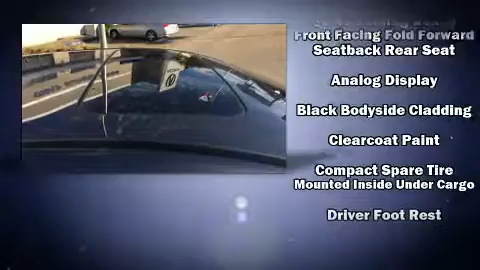 Front Facing Fold Forward
Seatback Rear Seat
Analog Display
Black Bodyside Cladding
Clearcoat Paint
Compact Spare Tire
Mounted Inside Under Cargo
Driver Foot Rest